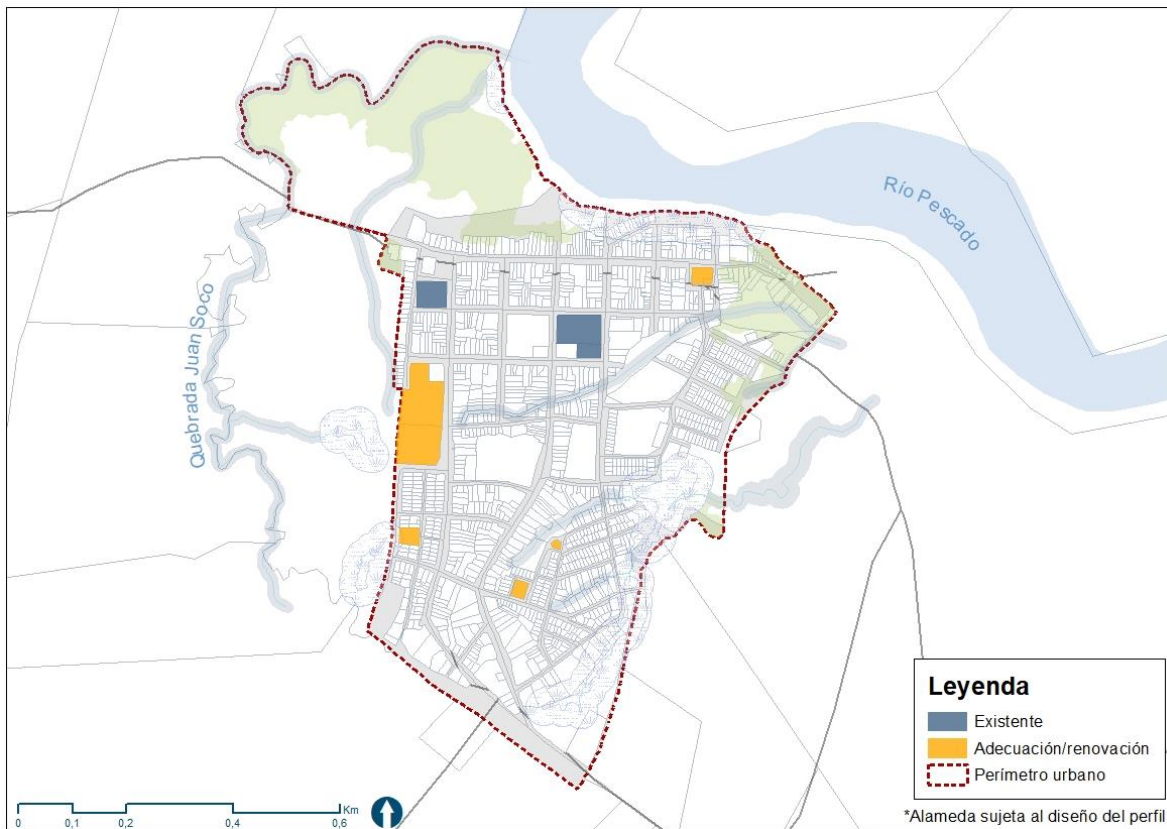 Río Pescado
Quebrada Juan Soco
Leyenda
Existente
Adecuación/renovación
Perímetro urbano
Km
0 0,1 0,2 0,4 0,6
*Alameda sujeta al diseño del perfil